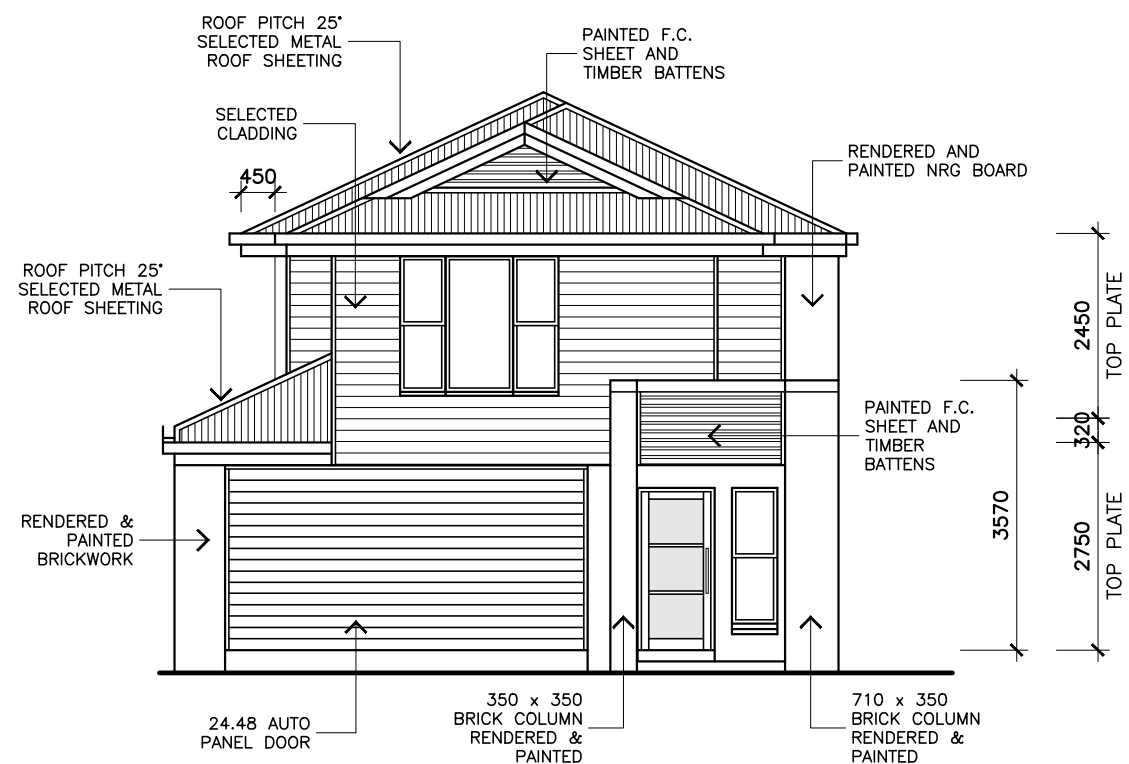 ROOF PITCH 25°
SELECTED METAL
ROOF SHEETING
PAINTED F.C.
SHEET AND
TIMBER BATTENS
SELECTED
CLADDING
RENDERED AND
PAINTED NRG BOARD
450
ROOF PITCH 25°
SELECTED METAL
ROOF SHEETING
2450
TOP PLATE
PAINTED F.C.
SHEET AND
TIMBER
BATTENS
320
3570
2750
TOP PLATE
RENDERED &
PAINTED
BRICKWORK
24.48 AUTO
PANEL DOOR
350 x 350
BRICK COLUMN
RENDERED &
PAINTED
710 x 350
BRICK COLUMN
RENDERED &
PAINTED